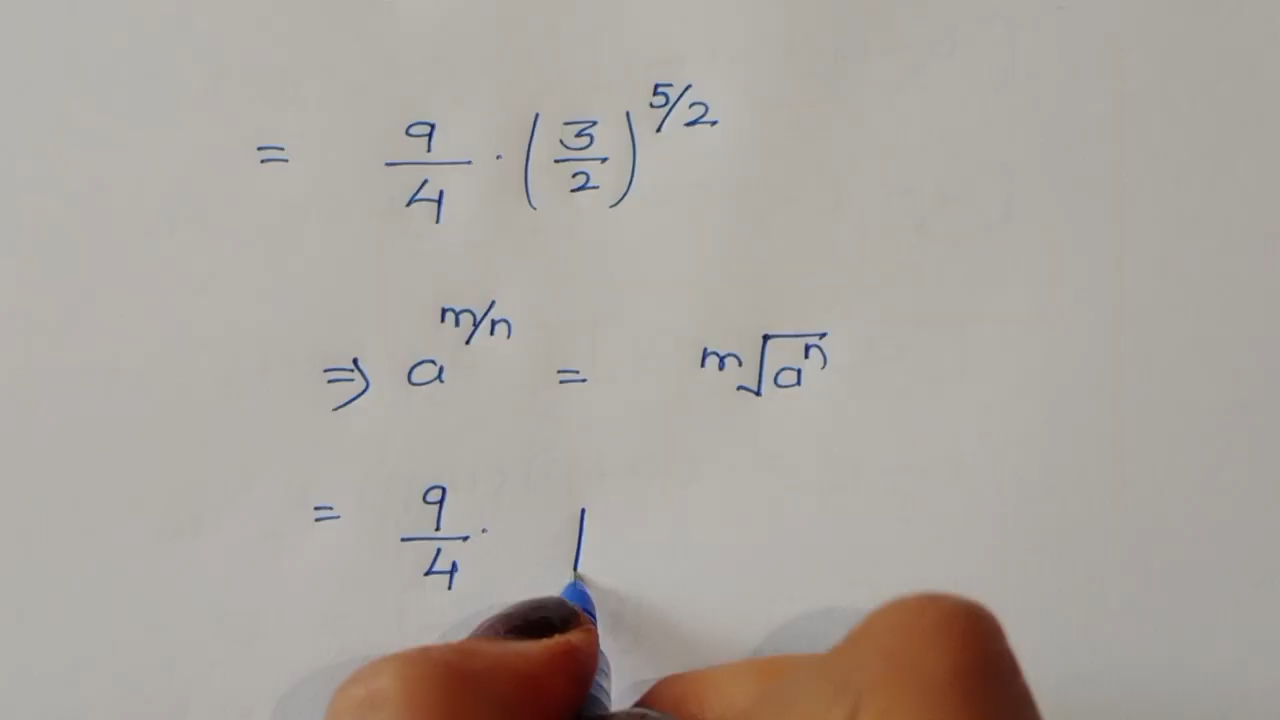 = 9/4 · (3/2)^5/2
⇒ a^m/n = m√a^n
= 9/4 ·